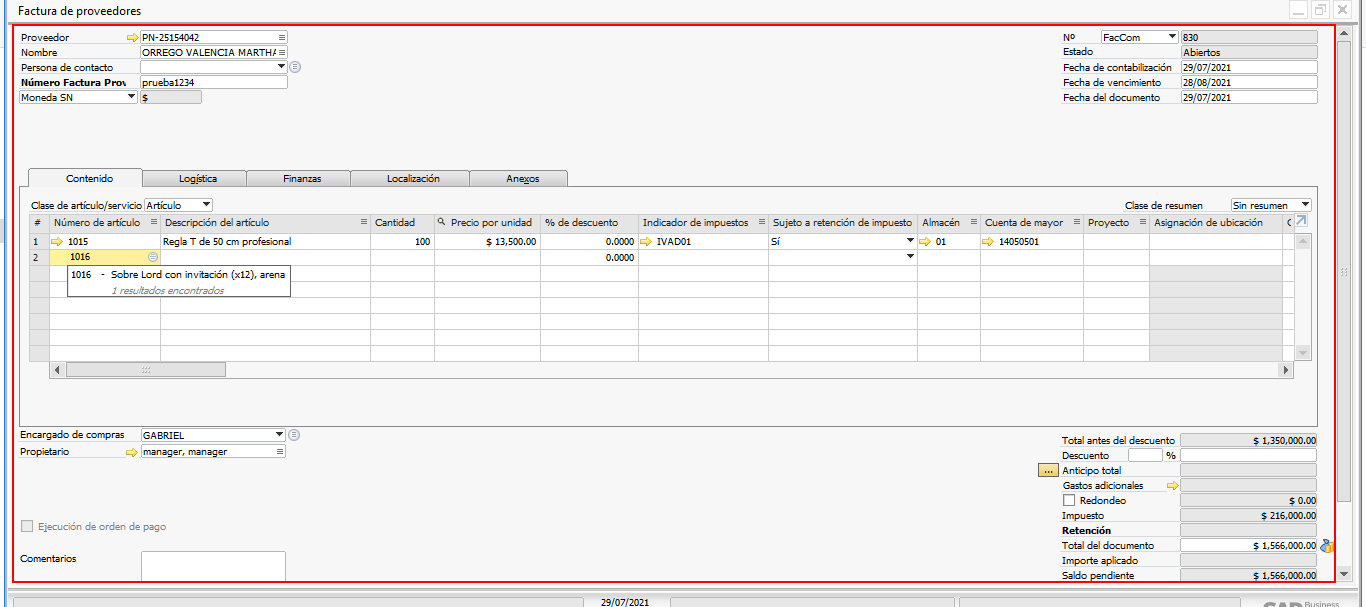 Factura de proveedores
Proveedor PN-25154042
Nombre ORREGO VALENCIA MARTHA
Persona de contacto
Número Factura Prov prueba1234
Moneda SN $
Nº FacCom 830
Estado Abiertos
Fecha de contabilización 29/07/2021
Fecha de vencimiento 28/08/2021
Fecha del documento 29/07/2021
Contenido Logística Finanzas Localización Anexos
Clase de artículo/servicio Artículo
Clase de resumen Sin resumen
# Número de artículo Descripción del artículo Cantidad Precio por unidad % de descuento Indicador de impuestos Sujeto a retención de impuesto Almacén Cuenta de mayor Proyecto Asignación de ubicación
1 1015 Regla T de 50 cm profesional 100 $ 13,500.00 0.0000 IVAD01 Sí 01 14050501
2 1016 0.0000
1016 - Sobre Lord con invitación (x12), arena
1 resultados encontrados
Encargado de compras GABRIEL
Propietario manager, manager
Ejecución de orden de pago
Comentarios
Total antes del descuento $ 1,350,000.00
Descuento %
... Anticipo total
Gastos adicionales
Redondeo $ 0.00
Impuesto $ 216,000.00
Retención
Total del documento $ 1,566,000.00
Importe aplicado
Saldo pendiente $ 1,566,000.00
29/07/2021
SAP Business